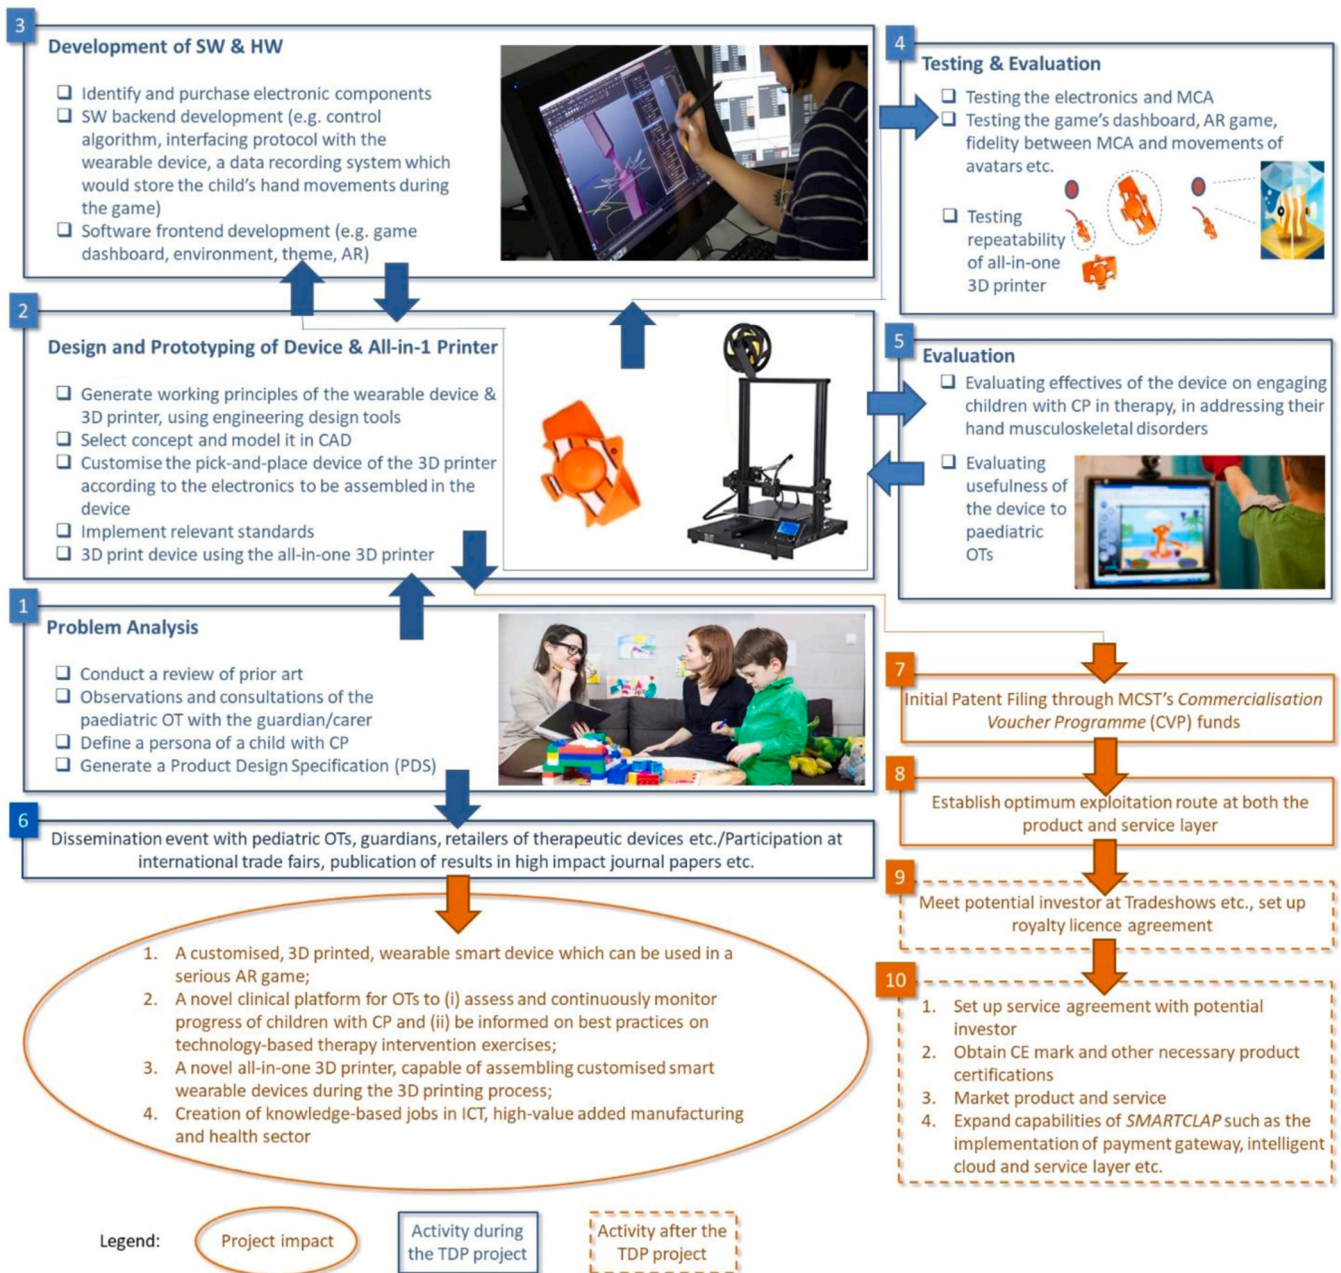 3
Development of SW & HW
❑ Identify and purchase electronic components
❑ SW backend development (e.g. control
algorithm, interfacing protocol with the
wearable device, a data recording system which
would store the child's hand movements during
the game)
❑ Software frontend development (e.g. game
dashboard, environment, theme, AR)
4
Testing & Evaluation
❑ Testing the electronics and MCA
❑ Testing the game's dashboard, AR game,
fidelity between MCA and movements of
avatars etc.
❑ Testing
repeatability
of all-in-one
3D printer
2
Design and Prototyping of Device & All-in-1 Printer
❑ Generate working principles of the wearable device &
3D printer, using engineering design tools
❑ Select concept and model it in CAD
❑ Customise the pick-and-place device of the 3D printer
according to the electronics to be assembled in the
device
❑ Implement relevant standards
❑ 3D print device using the all-in-one 3D printer
5
Evaluation
❑ Evaluating effectives of the device on engaging
children with CP in therapy, in addressing their
hand musculoskeletal disorders
❑ Evaluating
usefulness of
the device to
paediatric
OTs
1
Problem Analysis
❑ Conduct a review of prior art
❑ Observations and consultations of the
paediatric OT with the guardian/carer
❑ Define a persona of a child with CP
❑ Generate a Product Design Specification (PDS)
6
Dissemination event with pediatric OTs, guardians, retailers of therapeutic devices etc./Participation at
international trade fairs, publication of results in high impact journal papers etc.
1. A customised, 3D printed, wearable smart device which can be used in a
serious AR game;
2. A novel clinical platform for OTs to (i) assess and continuously monitor
progress of children with CP and (ii) be informed on best practices on
technology-based therapy intervention exercises;
3. A novel all-in-one 3D printer, capable of assembling customised smart
wearable devices during the 3D printing process;
4. Creation of knowledge-based jobs in ICT, high-value added manufacturing
and health sector
7
Initial Patent Filing through MCST's Commercialisation
Voucher Programme (CVP) funds
8
Establish optimum exploitation route at both the
product and service layer
9
Meet potential investor at Tradeshows etc., set up
royalty licence agreement
10
1. Set up service agreement with potential
investor
2. Obtain CE mark and other necessary product
certifications
3. Market product and service
4. Expand capabilities of SMARTCLAP such as the
implementation of payment gateway, intelligent
cloud and service layer etc.
Legend:
Project impact
Activity during
the TDP project
Activity after the
TDP project